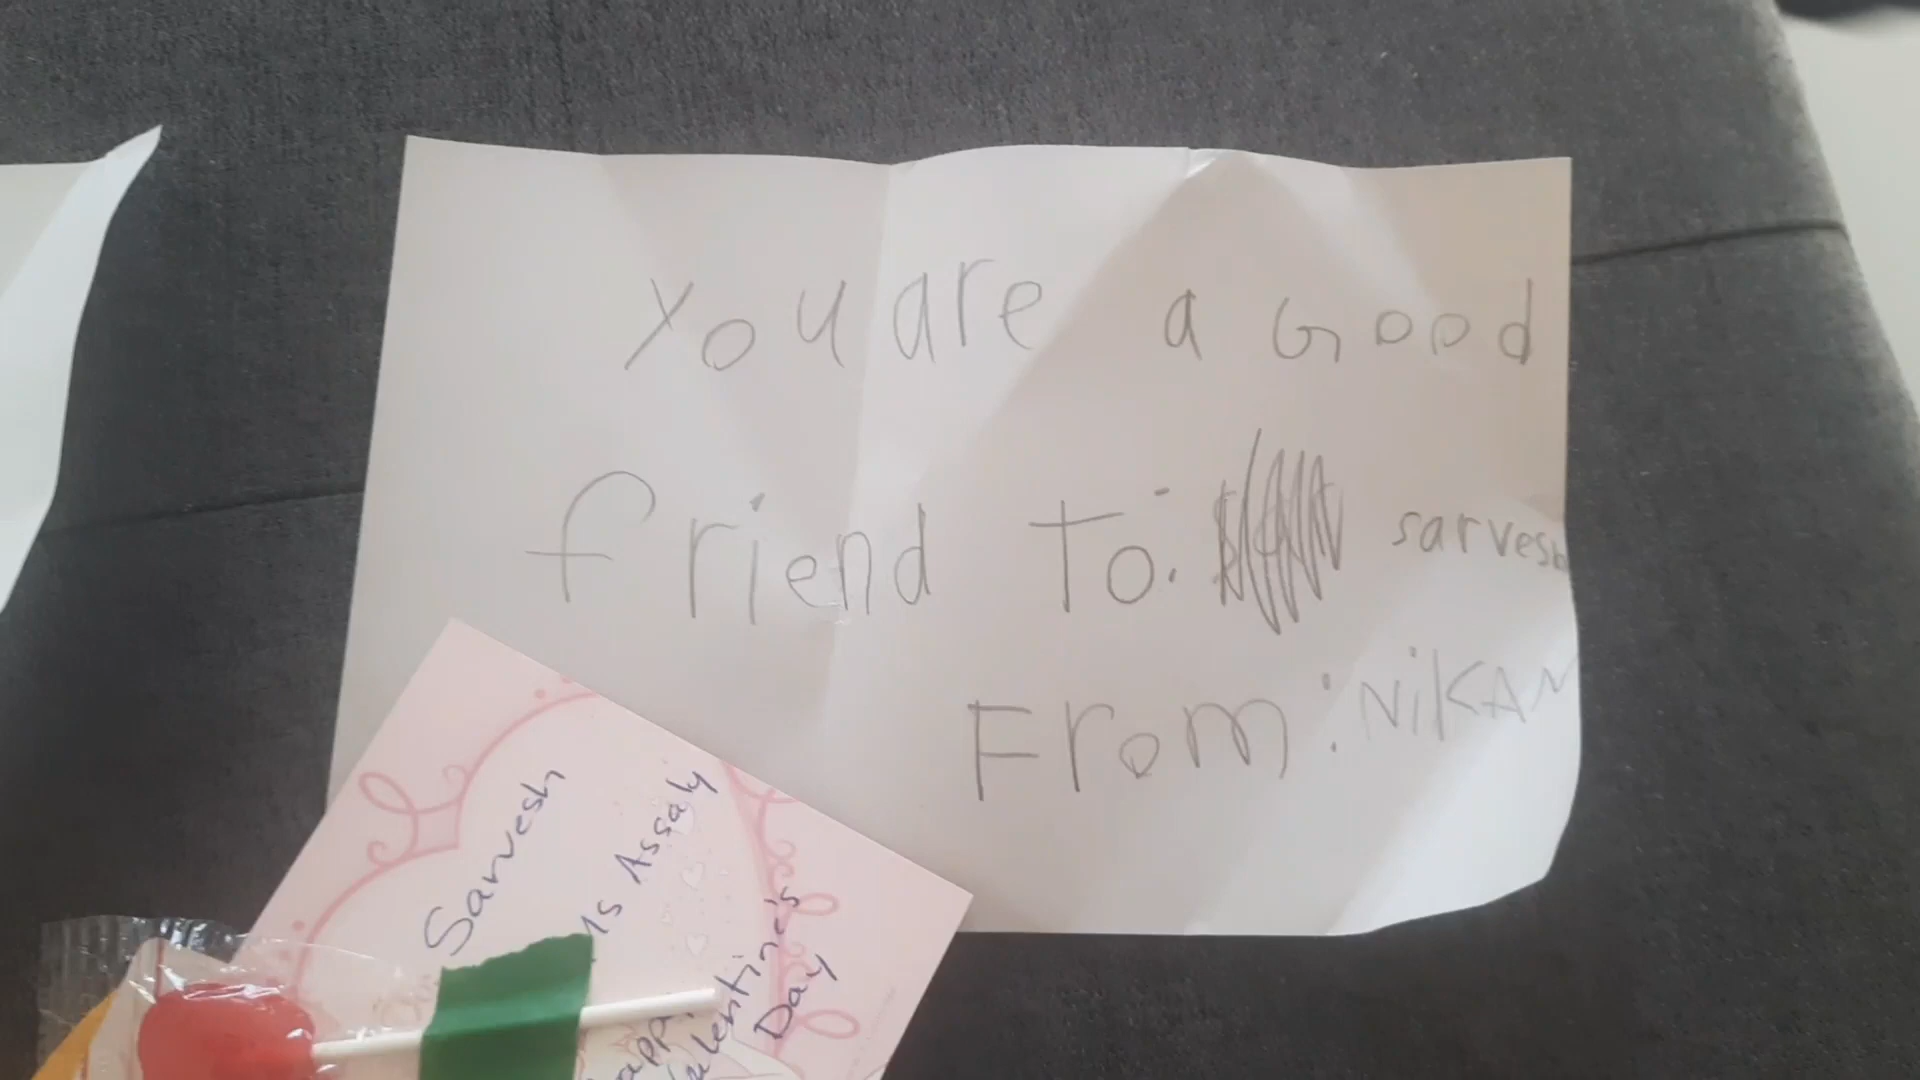 You are a Good
friend To: sarvesh
From: NiKAN
Sarvesh
Ms Assaly
Happy
Valentine's
Day